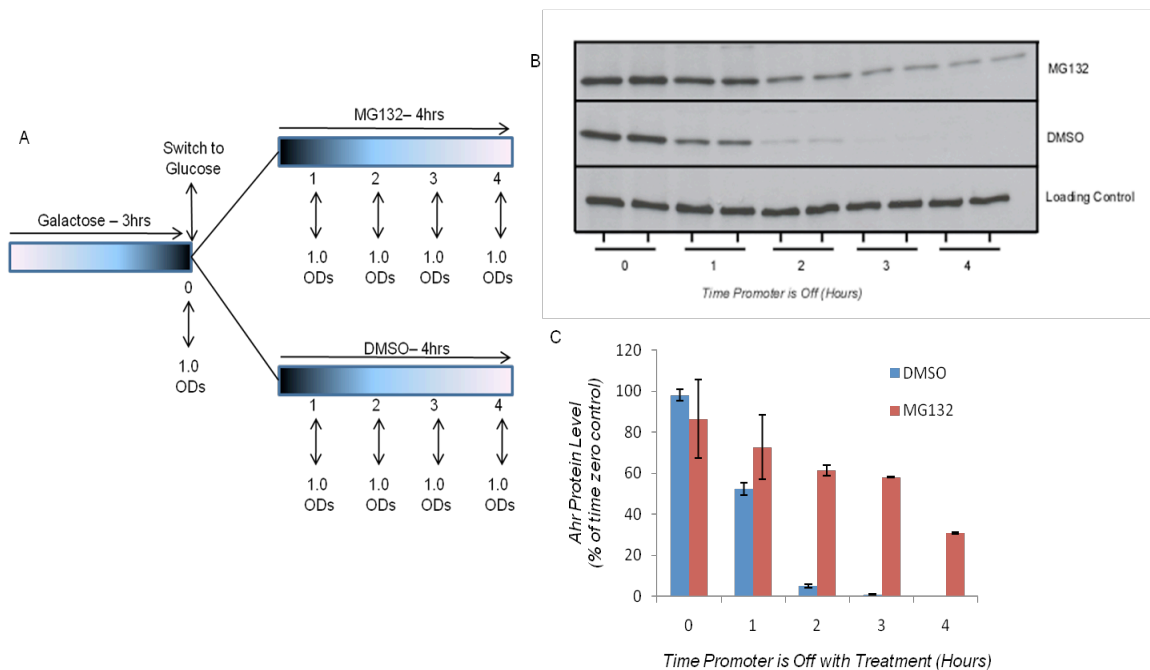 A
Galactose – 3hrs
Switch to
Glucose
0
1.0
ODs
MG132– 4hrs
1 2 3 4
1.0 1.0 1.0 1.0
ODs ODs ODs ODs
DMSO– 4hrs
1 2 3 4
1.0 1.0 1.0 1.0
ODs ODs ODs ODs
B
MG132
DMSO
Loading Control
0 1 2 3 4
Time Promoter is Off (Hours)
C
120
100
80
60
40
20
0
Ahr Protein Level
(% of time zero control)
DMSO
MG132
0 1 2 3 4
Time Promoter is Off with Treatment (Hours)